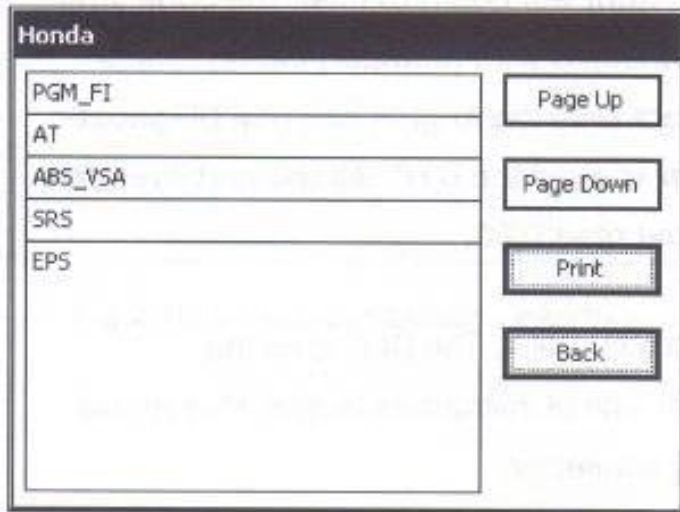 Honda
PGM_FI
AT
ABS_VSA
SRS
EPS
Page Up
Page Down
Print
Back